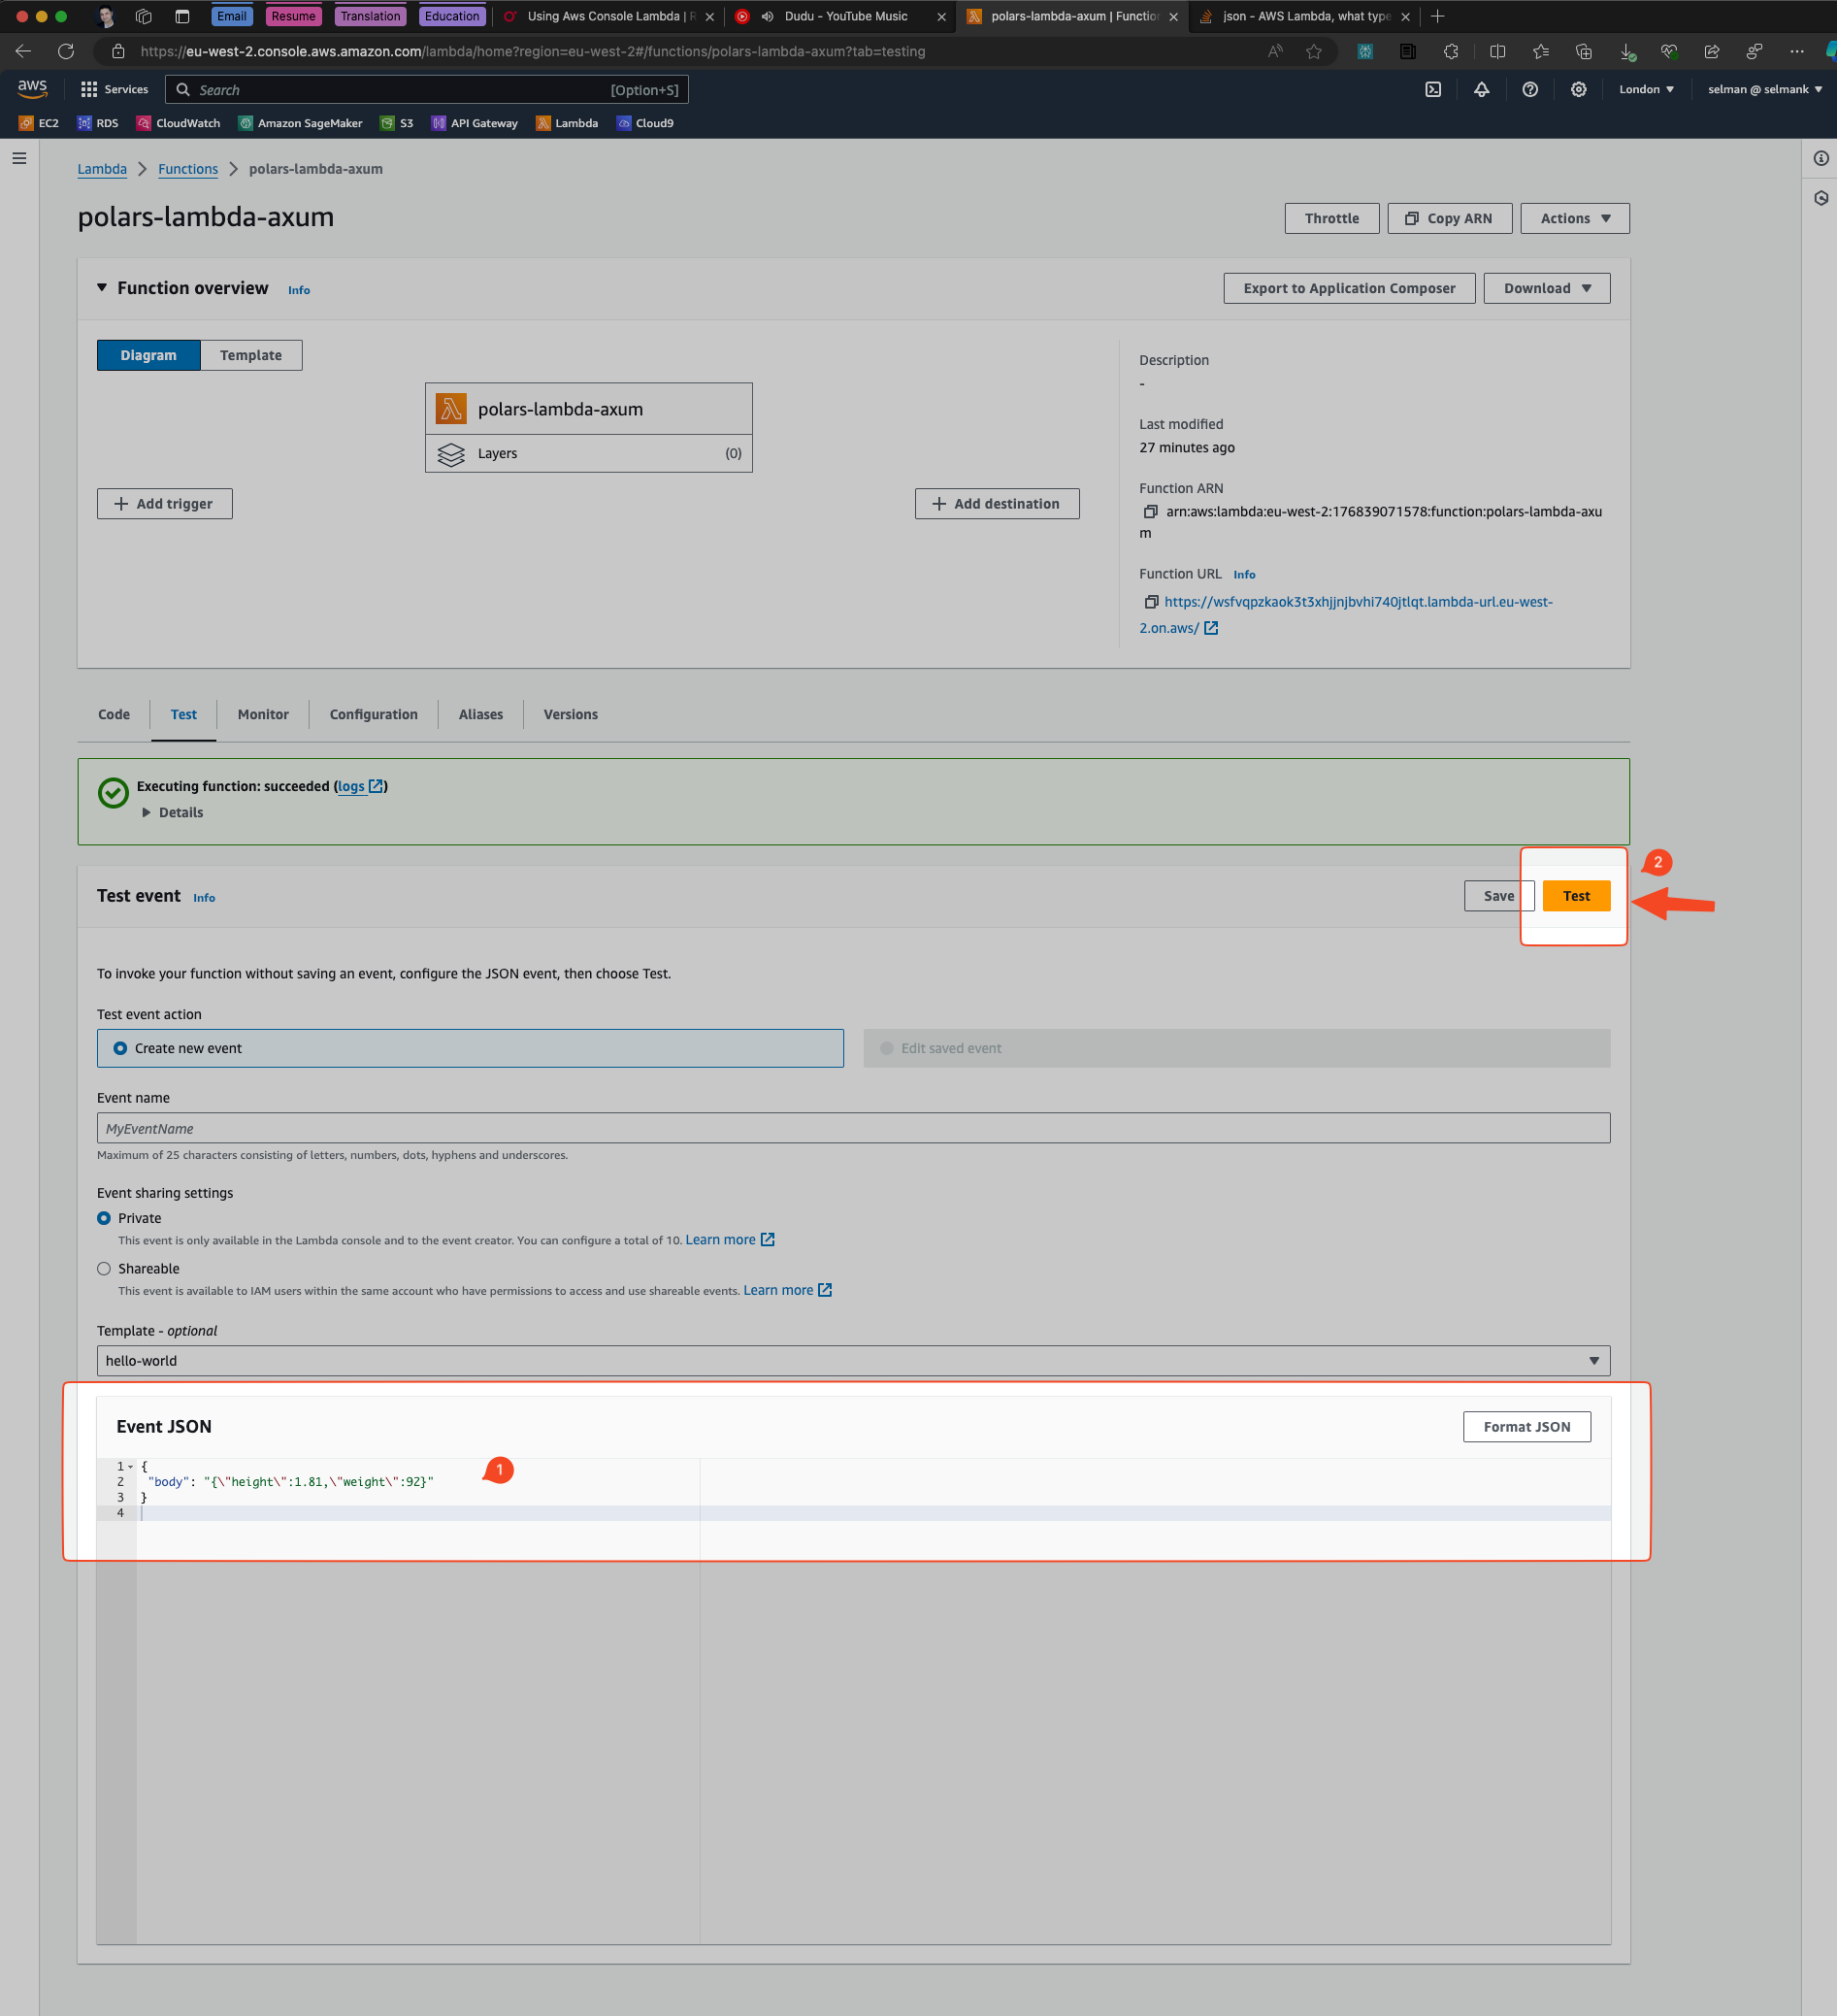 Email
Resume
Translation
Education
Using Aws Console Lambda | R
Dudu - YouTube Music
polars-lambda-axum | Functio
json - AWS Lambda, what type
https://eu-west-2.console.aws.amazon.com/lambda/home?region=eu-west-2#/functions/polars-lambda-axum?tab=testing
aws
Services
Search
[Option+S]
London
selman @ selmank
EC2
RDS
CloudWatch
Amazon SageMaker
S3
API Gateway
Lambda
Cloud9
Lambda
Functions
polars-lambda-axum
polars-lambda-axum
Throttle
Copy ARN
Actions
Function overview
Info
Export to Application Composer
Download
Diagram
Template
polars-lambda-axum
Layers
(0)
+ Add trigger
+ Add destination
Description
-
Last modified
27 minutes ago
Function ARN
arn:aws:lambda:eu-west-2:176839071578:function:polars-lambda-axu
m
Function URL
Info
https://wsfvqpzkaok3t3xhjjnjbvhi740jtlqt.lambda-url.eu-west-
2.on.aws/
Code
Test
Monitor
Configuration
Aliases
Versions
Executing function: succeeded (logs)
Details
2
Test event
Info
Save
Test
To invoke your function without saving an event, configure the JSON event, then choose Test.
Test event action
Create new event
Edit saved event
Event name
MyEventName
Maximum of 25 characters consisting of letters, numbers, dots, hyphens and underscores.
Event sharing settings
Private
This event is only available in the Lambda console and to the event creator. You can configure a total of 10. Learn more
Shareable
This event is available to IAM users within the same account who have permissions to access and use shareable events. Learn more
Template - optional
hello-world
Event JSON
Format JSON
1
1 {
2 "body": "{\"height\":1.81,\"weight\":92}"
3 }
4